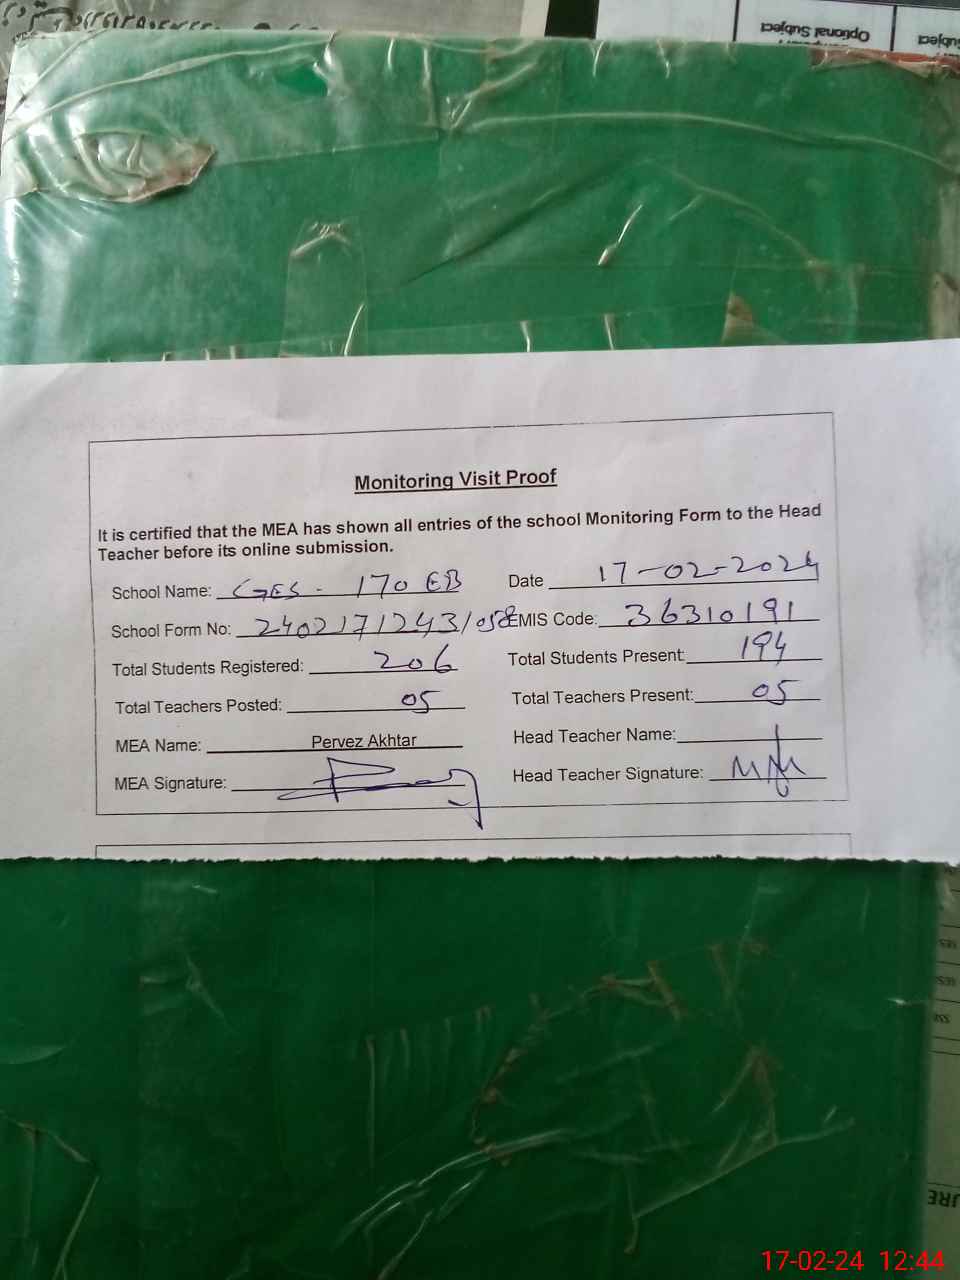 Optional Subject
Monitoring Visit Proof
It is certified that the MEA has shown all entries of the school Monitoring Form to the Head
Teacher before its online submission.
School Name: GES - 170 EB Date 17-02-2024
School Form No: 2402171243/058 EMIS Code: 36310191
Total Students Registered: 206 Total Students Present: 194
Total Teachers Posted: 05 Total Teachers Present: 05
MEA Name: Pervez Akhtar Head Teacher Name:
MEA Signature: Head Teacher Signature:
17-02-24 12:44